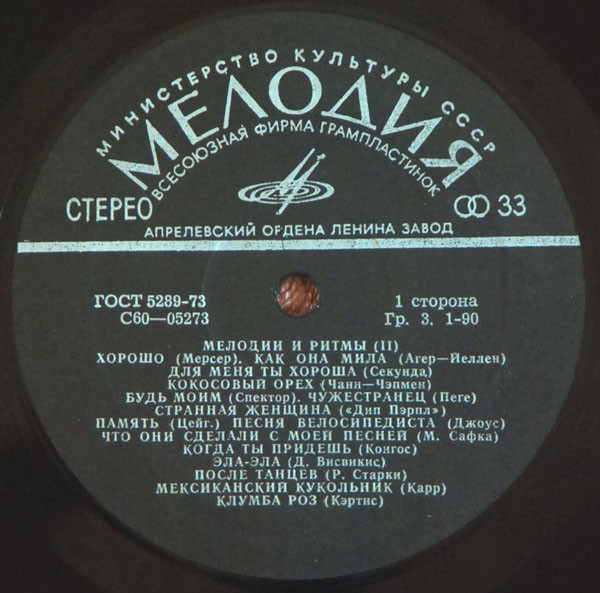 МИНИСТЕРСТВО КУЛЬТУРЫ СССР
МЕЛОДИЯ
ВСЕСОЮЗНАЯ ФИРМА ГРАМПЛАСТИНОК
СТЕРЕО 33
АПРЕЛЕВСКИЙ ОРДЕНА ЛЕНИНА ЗАВОД
ГОСТ 5289-73 1 сторона
С60—05273 Гр. 3. 1-90
МЕЛОДИИ И РИТМЫ (II)
ХОРОШО (Мерсер). КАК ОНА МИЛА (Агер—Йеллен)
ДЛЯ МЕНЯ ТЫ ХОРОША (Секунда)
КОКОСОВЫЙ ОРЕХ (Чани—Чэпмен)
БУДЬ МОИМ (Спектор). ЧУЖЕСТРАНЕЦ (Пеге)
СТРАННАЯ ЖЕНЩИНА («Дип Пэрпл»)
ПАМЯТЬ (Цейг.) ПЕСНЯ ВЕЛОСИПЕДИСТА (Джоус)
ЧТО ОНИ СДЕЛАЛИ С МОЕЙ ПЕСНЕЙ (М. Сафка)
КОГДА ТЫ ПРИДЕШЬ (Конгос)
ЭЛА-ЭЛА (Д. Висвикис)
ПОСЛЕ ТАНЦЕВ (Р. Старки)
МЕКСИКАНСКИЙ КУКОЛЬНИК (Карр)
КЛУМБА РОЗ (Кэртис)